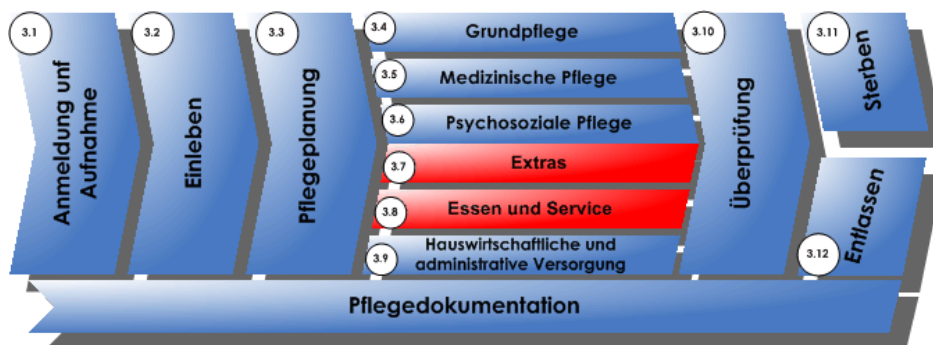 3.1
Anmeldung unf
Aufnahme
3.2
Einleben
3.3
Pflegeplanung
3.4
Grundpflege
3.5
Medizinische Pflege
3.6
Psychosoziale Pflege
3.7
Extras
3.8
Essen und Service
3.9
Hauswirtschaftliche und
administrative Versorgung
3.10
Überprüfung
3.11
Sterben
3.12
Entlassen
Pflegedokumentation